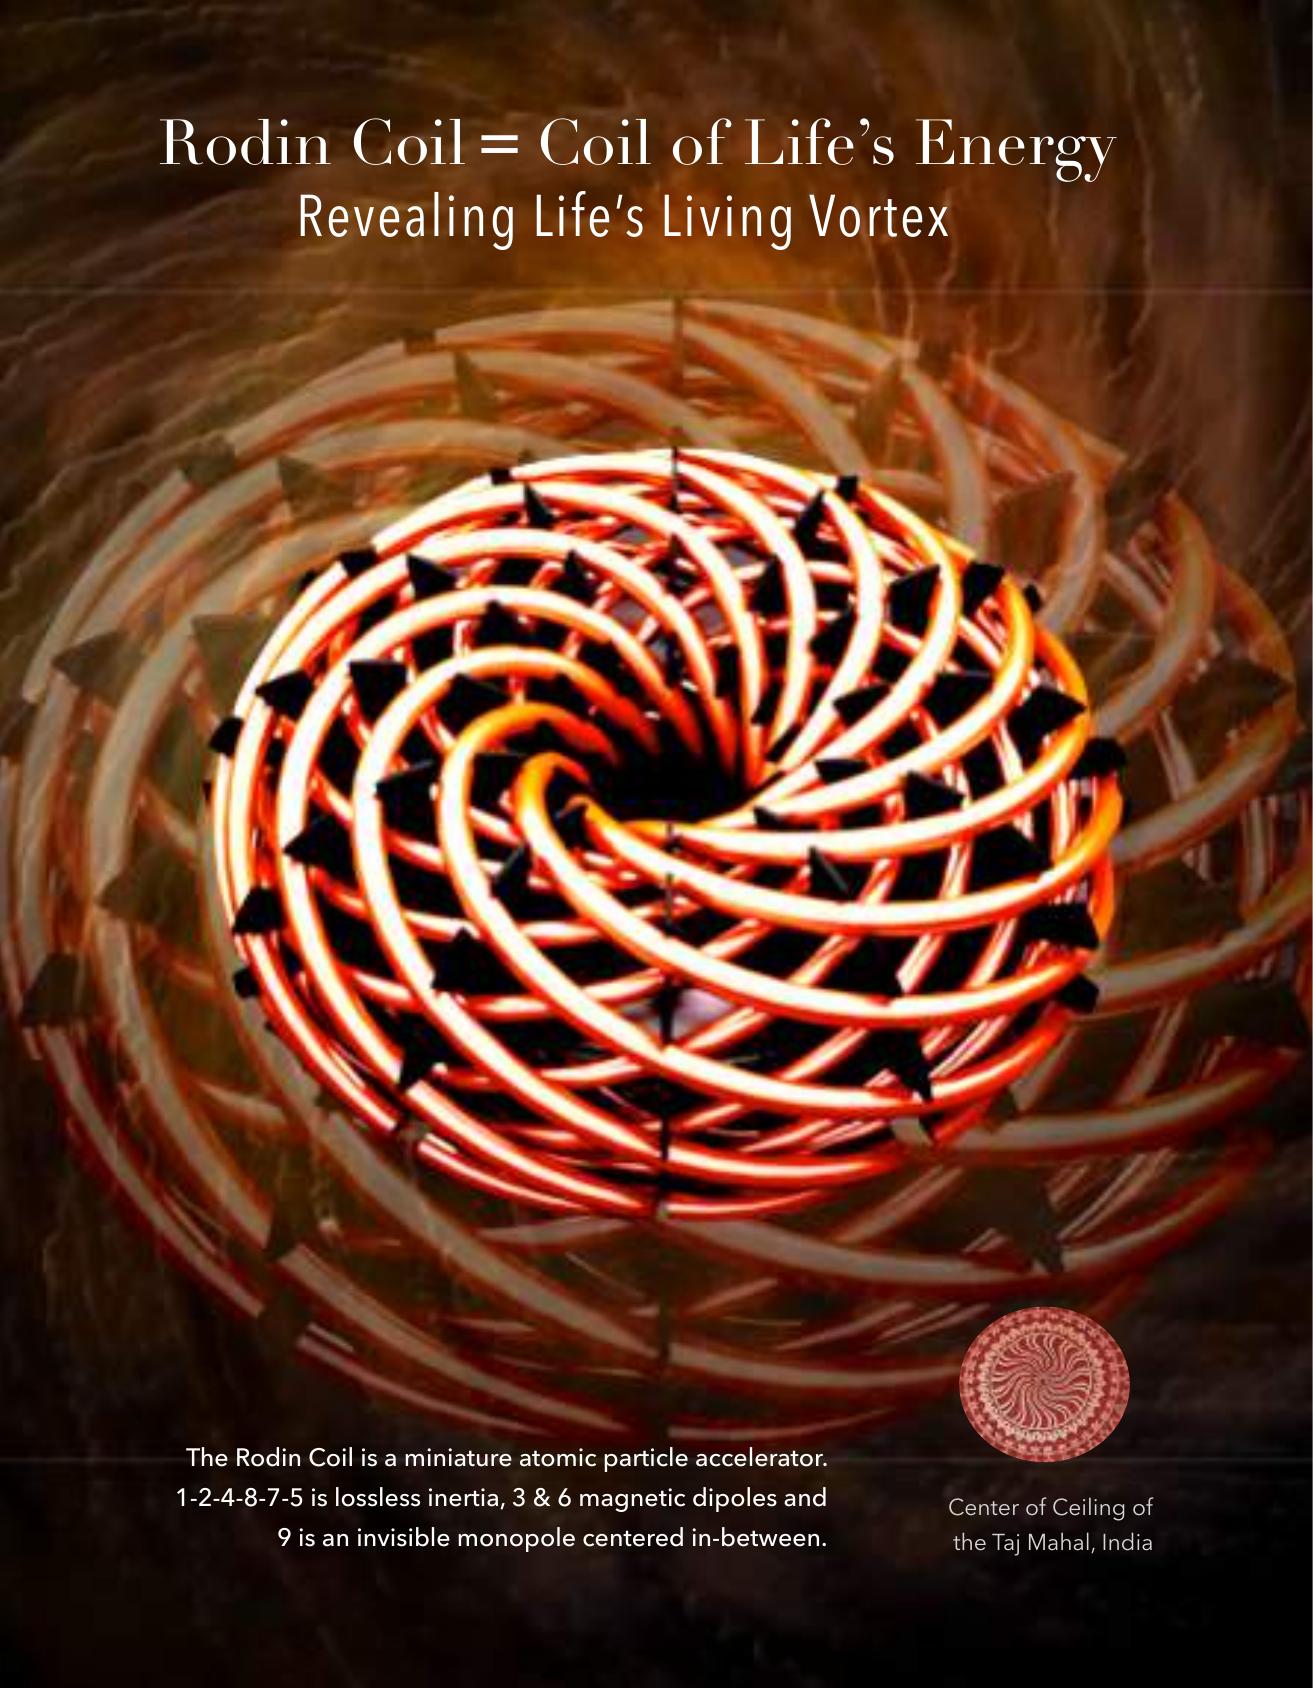 Rodin Coil = Coil of Life’s Energy
Revealing Life’s Living Vortex
The Rodin Coil is a miniature atomic particle accelerator.
1-2-4-8-7-5 is lossless inertia, 3 & 6 magnetic dipoles and
9 is an invisible monopole centered in-between.
Center of Ceiling of
the Taj Mahal, India